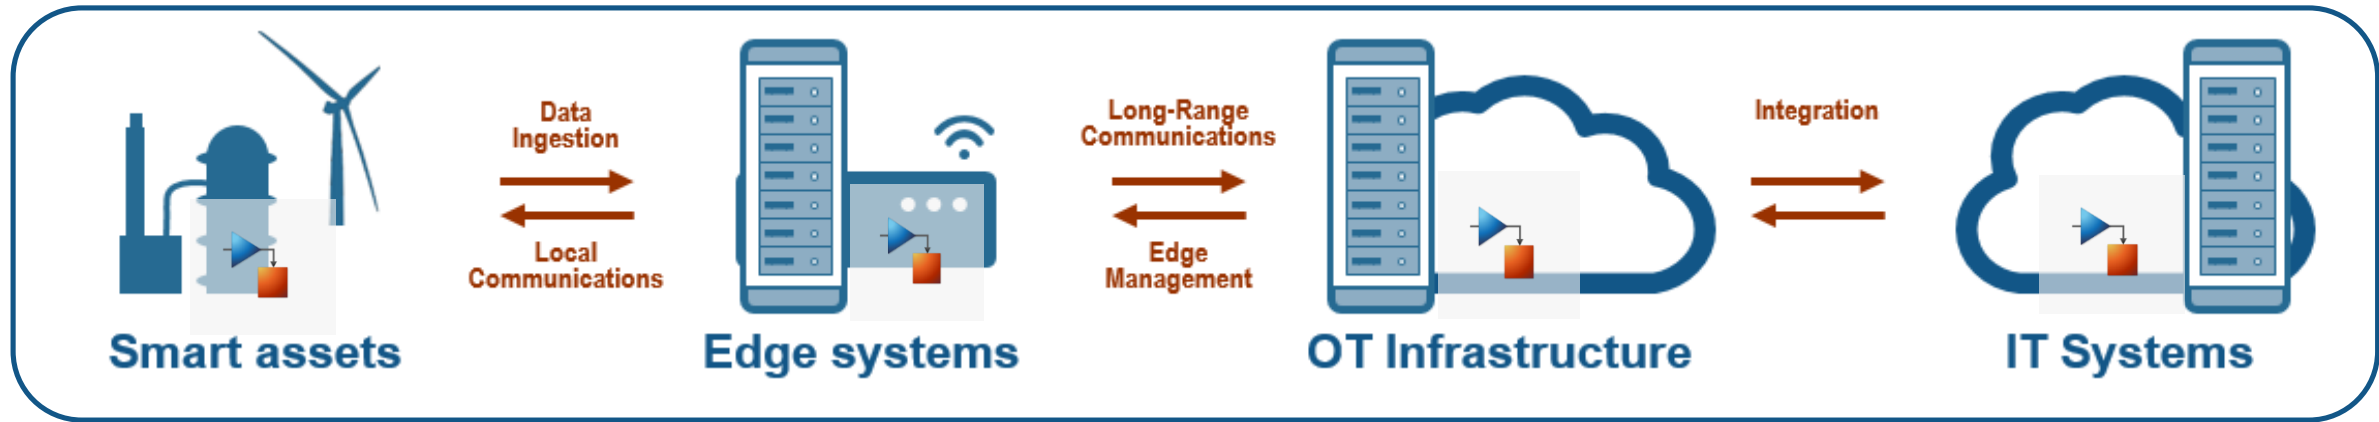 Data
Ingestion
Local
Communications
Long-Range
Communications
Edge
Management
Integration
Smart assets
Edge systems
OT Infrastructure
IT Systems